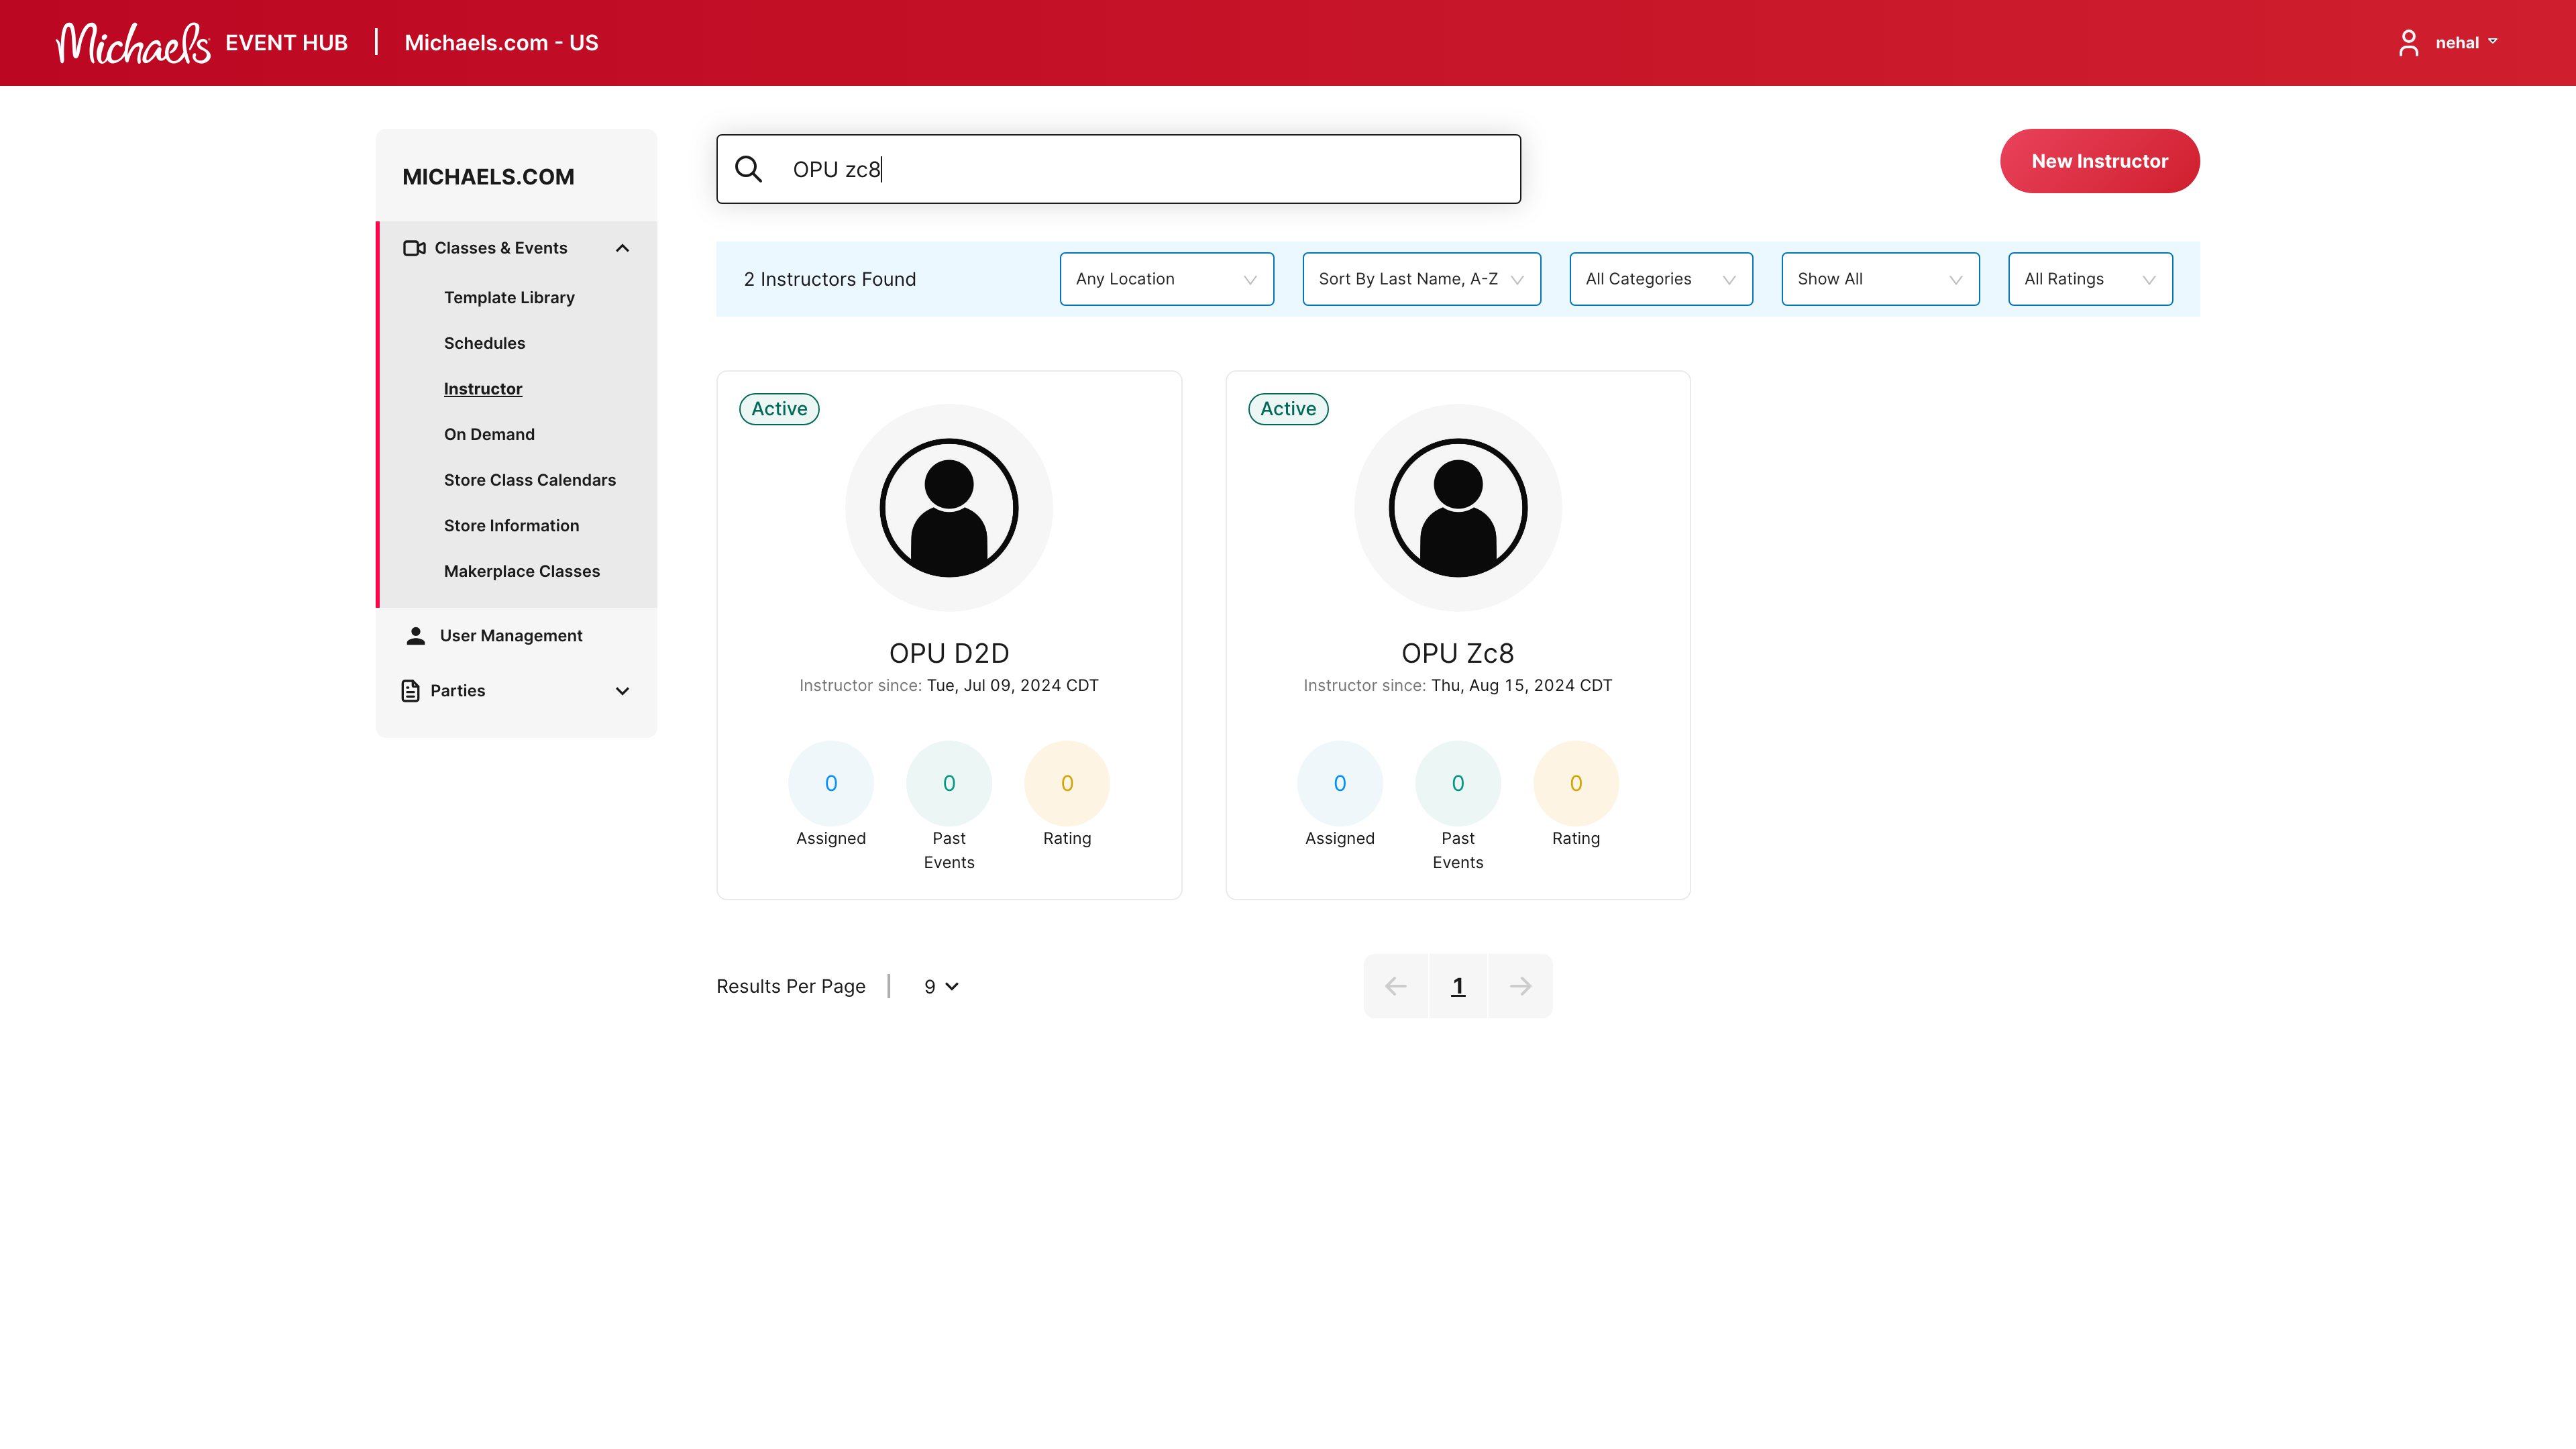 Michaels EVENT HUB | Michaels.com - US
nehal
MICHAELS.COM
Classes & Events
Template Library
Schedules
Instructor
On Demand
Store Class Calendars
Store Information
Makerplace Classes
User Management
Parties
OPU zc8
New Instructor
2 Instructors Found
Any Location
Sort By Last Name, A-Z
All Categories
Show All
All Ratings
Active
OPU D2D
Instructor since: Tue, Jul 09, 2024 CDT
0
Assigned
0
Past
Events
0
Rating
Active
OPU Zc8
Instructor since: Thu, Aug 15, 2024 CDT
0
Assigned
0
Past
Events
0
Rating
Results Per Page | 9
1